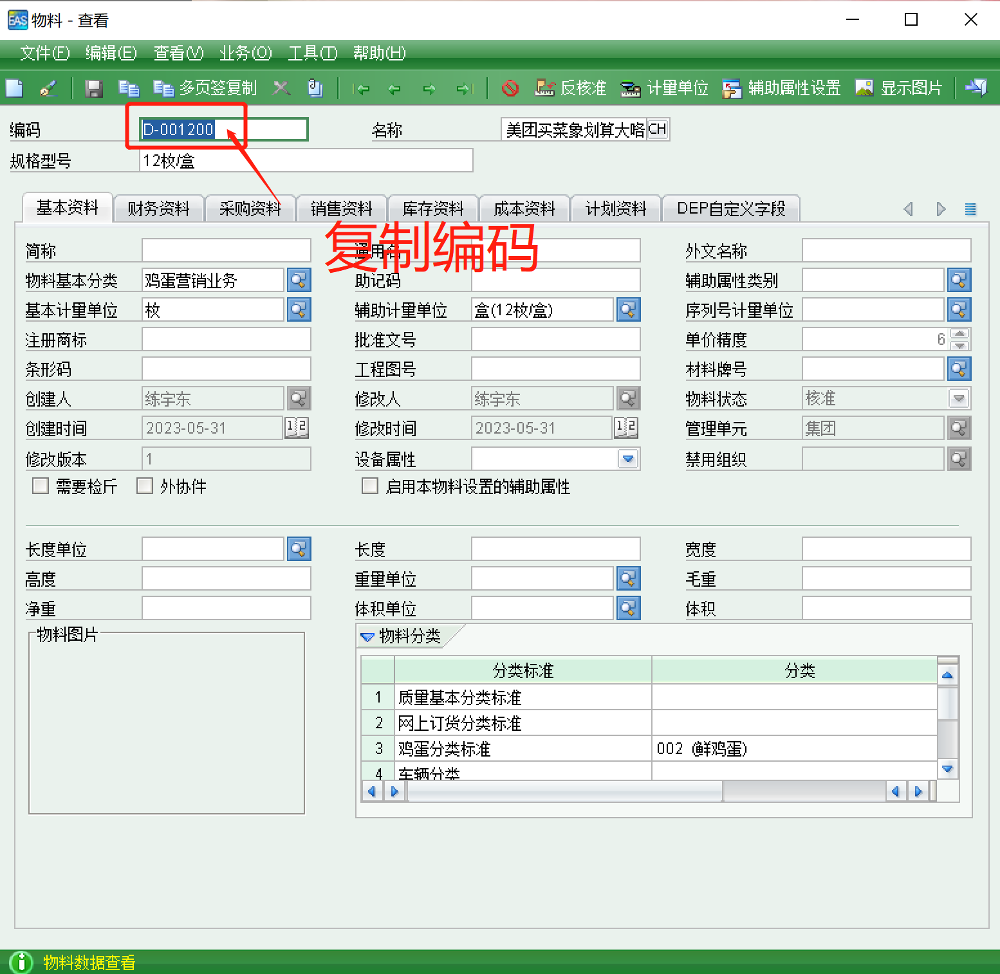 EAS 物料 - 查看
文件(F) 编辑(E) 查看(V) 业务(O) 工具(T) 帮助(H)
多页签复制 反核准 计量单位 辅助属性设置 显示图片
编码 D-001200 名称 美团买菜象划算大咯 CH
规格型号 12枚/盒
基本资料 财务资料 采购资料 销售资料 库存资料 成本资料 计划资料 DEP自定义字段
复制编码
简称 通用名 外文名称
物料基本分类 鸡蛋营销业务 助记码 辅助属性类别
基本计量单位 枚 辅助计量单位 盒(12枚/盒) 序列号计量单位
注册商标 批准文号 单价精度 6
条形码 工程图号 材料牌号
创建人 练宇东 修改人 练宇东 物料状态 核准
创建时间 2023-05-31 12 修改时间 2023-05-31 12 管理单元 集团
修改版本 1 设备属性 禁用组织
需要检斤 外协件 启用本物料设置的辅助属性
长度单位 长度 宽度
高度 重量单位 毛重
净重 体积单位 体积
物料图片 物料分类
分类标准 分类
1 质量基本分类标准
2 网上订货分类标准
3 鸡蛋分类标准 002 (鲜鸡蛋)
4 车辆分类
物料数据查看